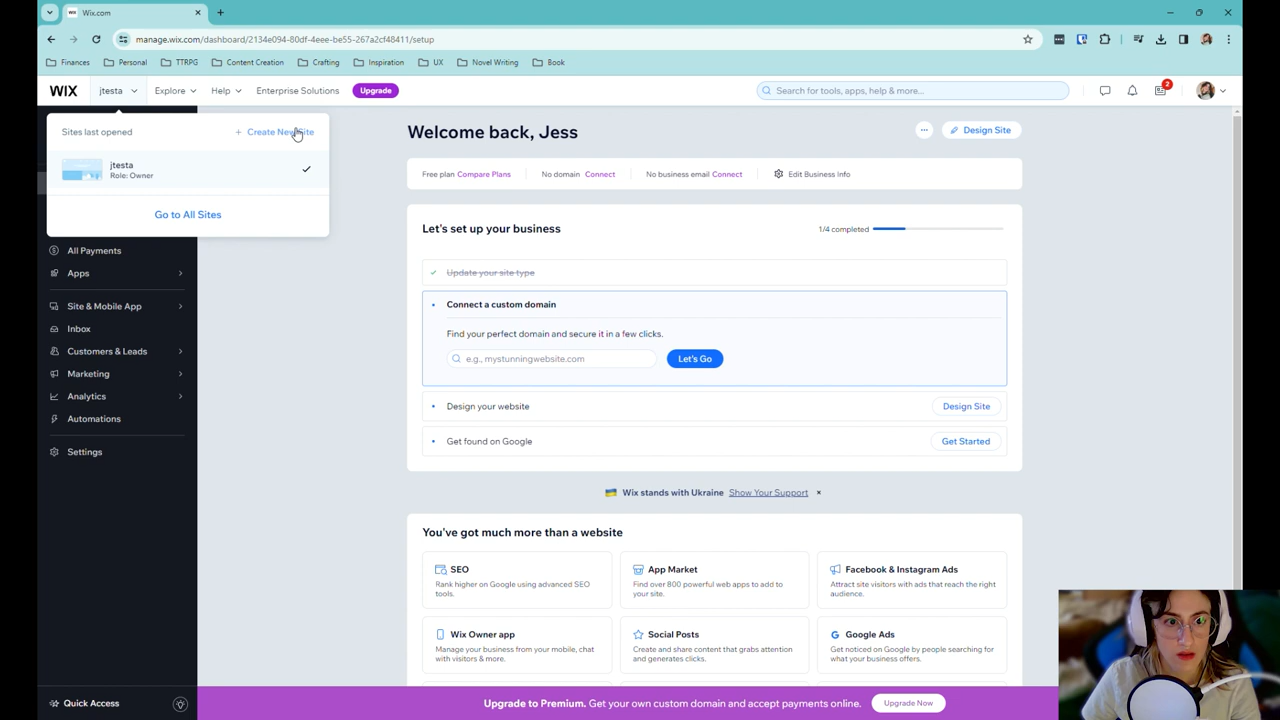 Wix.com
manage.wix.com/dashboard/2134e094-80df-4eee-be55-267a2cf48411/setup
Finances Personal TTRPG Content Creation Crafting Inspiration UX Novel Writing Book
WIX jtesta Explore Help Enterprise Solutions Upgrade Search for tools, apps, help & more... 2
Sites last opened + Create New Site
jtesta
Role: Owner
Go to All Sites
All Payments
Apps
Site & Mobile App
Inbox
Customers & Leads
Marketing
Analytics
Automations
Settings
Quick Access
Welcome back, Jess
... Design Site
Free plan Compare Plans No domain Connect No business email Connect Edit Business Info
Let's set up your business 1/4 completed
Update your site type
Connect a custom domain
Find your perfect domain and secure it in a few clicks.
e.g., mystunningwebsite.com Let's Go
Design your website Design Site
Get found on Google Get Started
Wix stands with Ukraine Show Your Support ×
You've got much more than a website
SEO
Rank higher on Google using advanced SEO
tools.
App Market
Find over 800 powerful web apps to add to
your site.
Facebook & Instagram Ads
Attract site visitors with ads that reach the right
audience.
Wix Owner app
Manage your business from your mobile, chat
with visitors & more.
Social Posts
Create and share content that grabs attention
and generates clicks.
Google Ads
Get noticed on Google by people searching for
what your business offers.
Upgrade to Premium. Get your own custom domain and accept payments online. Upgrade Now